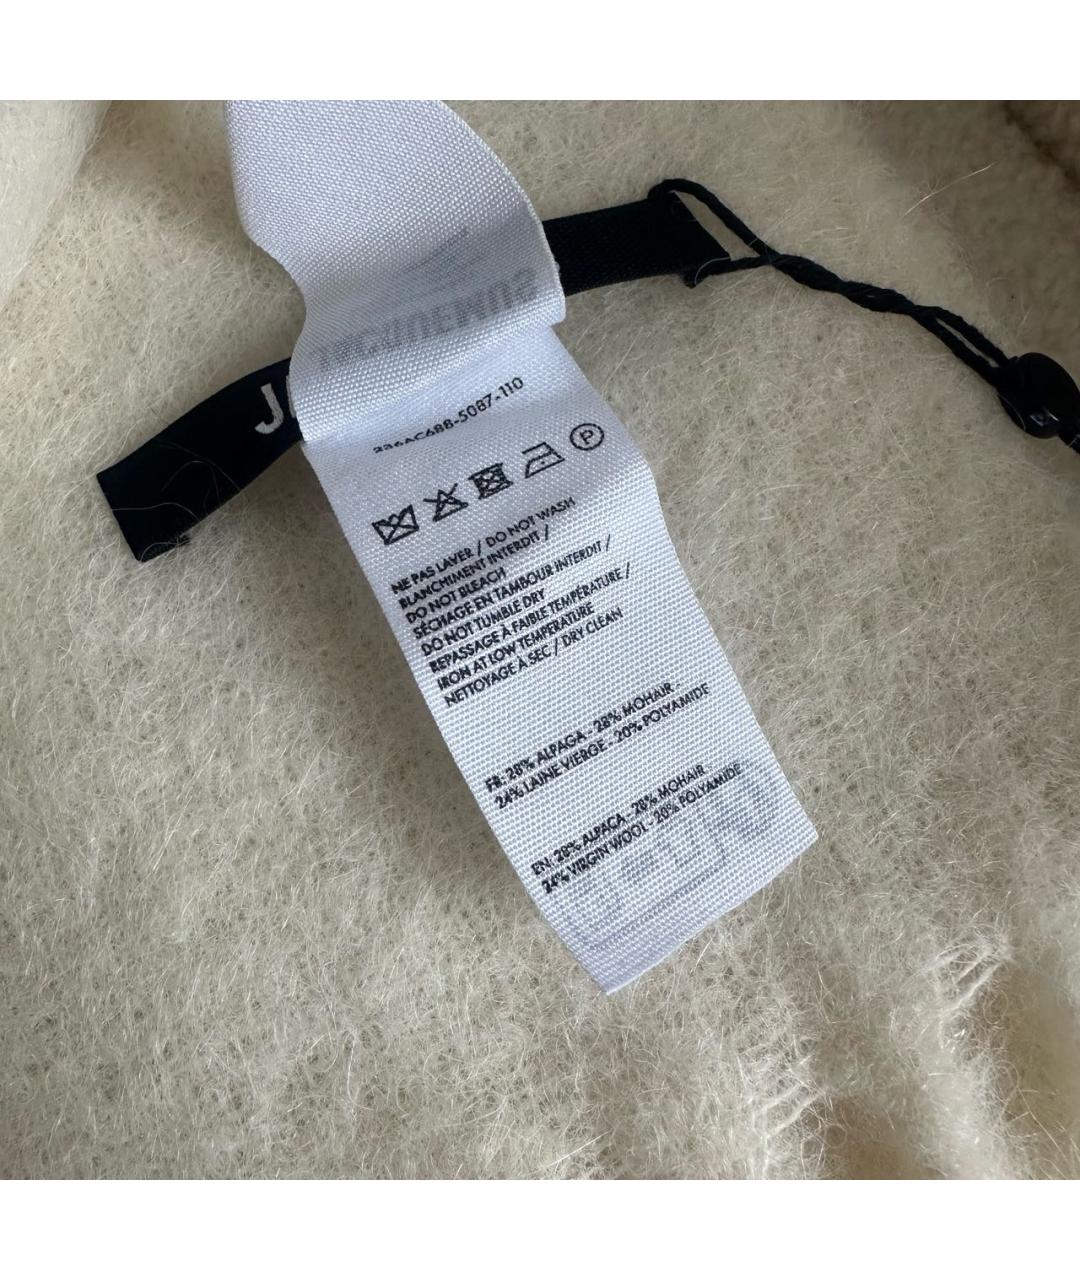 236AC688-5087-110
P
NE PAS LAVER / DO NOT WASH
BLANCHIMENT INTERDIT /
DO NOT BLEACH
SÉCHAGE EN TAMBOUR INTERDIT /
DO NOT TUMBLE DRY
REPASSAGE À FAIBLE TEMPÉRATURE /
IRON AT LOW TEMPERATURE
NETTOYAGE À SEC / DRY CLEAN
FR: 28% ALPAGA - 28% MOHAIR -
24% LAINE VIERGE - 20% POLYAMIDE
EN: 28% ALPACA - 28% MOHAIR
24% VIRGIN WOOL - 20% POLYAMIDE